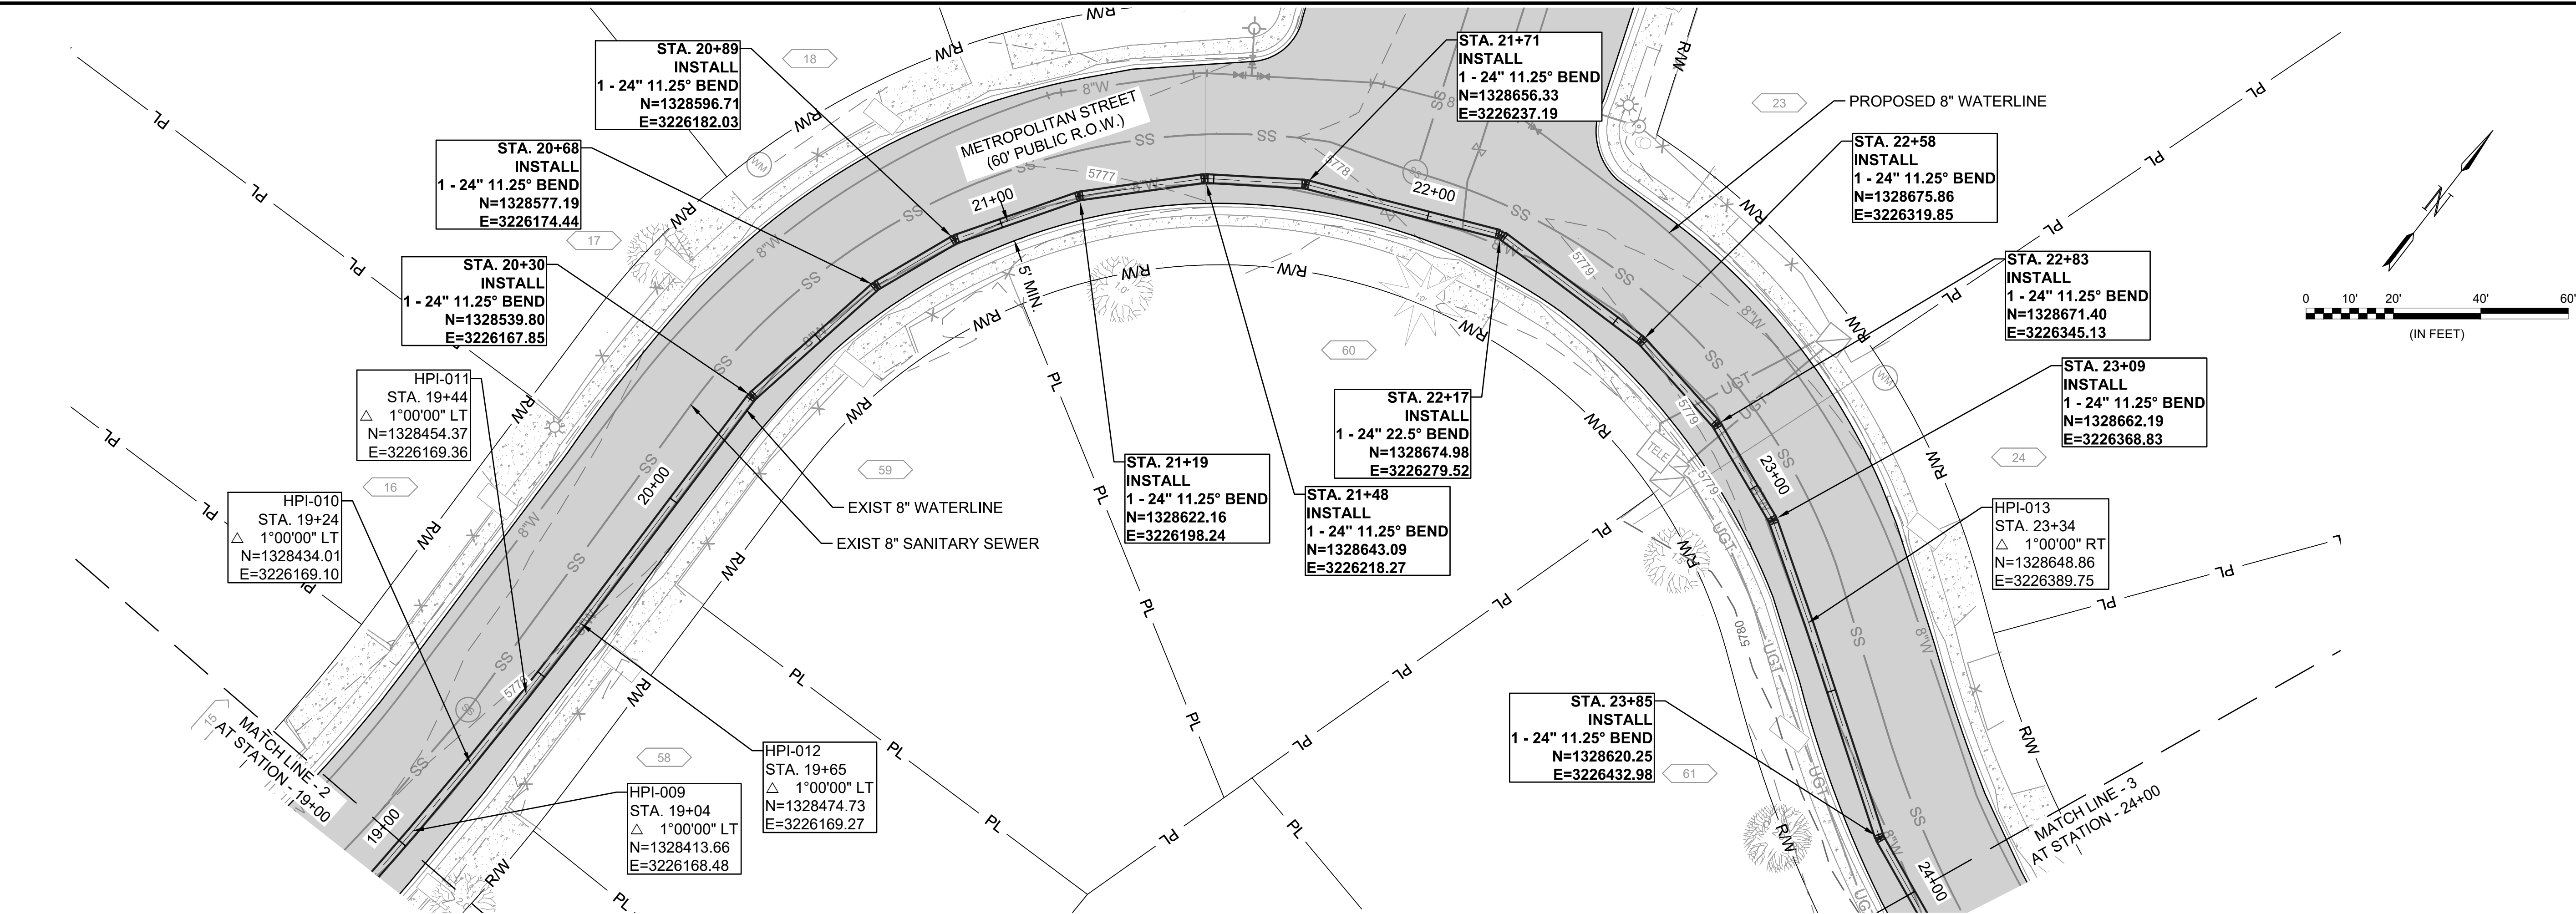 STA. 20+89
INSTALL
1 - 24" 11.25° BEND
N=1328596.71
E=3226182.03
18
STA. 21+71
INSTALL
1 - 24" 11.25° BEND
N=1328656.33
E=3226237.19
23
PROPOSED 8" WATERLINE
STA. 20+68
INSTALL
1 - 24" 11.25° BEND
N=1328577.19
E=3226174.44
METROPOLITAN STREET
(60' PUBLIC R.O.W.)
STA. 22+58
INSTALL
1 - 24" 11.25° BEND
N=1328675.86
E=3226319.85
N
0 10' 20' 40' 60'
(IN FEET)
17
STA. 20+30
INSTALL
1 - 24" 11.25° BEND
N=1328539.80
E=3226167.85
STA. 22+83
INSTALL
1 - 24" 11.25° BEND
N=1328671.40
E=3226345.13
21+00
22+00
5777
5778
5779
5' MIN.
60
HPI-011
STA. 19+44
△ 1°00'00" LT
N=1328454.37
E=3226169.36
STA. 23+09
INSTALL
1 - 24" 11.25° BEND
N=1328662.19
E=3226368.83
STA. 22+17
INSTALL
1 - 24" 22.5° BEND
N=1328674.98
E=3226279.52
16
59
24
20+00
23+00
TELE
STA. 21+19
INSTALL
1 - 24" 11.25° BEND
N=1328622.16
E=3226198.24
STA. 21+48
INSTALL
1 - 24" 11.25° BEND
N=1328643.09
E=3226218.27
HPI-010
STA. 19+24
△ 1°00'00" LT
N=1328434.01
E=3226169.10
EXIST 8" WATERLINE
EXIST 8" SANITARY SEWER
HPI-013
STA. 23+34
△ 1°00'00" RT
N=1328648.86
E=3226389.75
5779
5779
5780
STA. 23+85
INSTALL
1 - 24" 11.25° BEND
N=1328620.25
E=3226432.98
61
15
MATCH LINE - 2
AT STATION - 19+00
19+00
58
HPI-012
STA. 19+65
△ 1°00'00" LT
N=1328474.73
E=3226169.27
HPI-009
STA. 19+04
△ 1°00'00" LT
N=1328413.66
E=3226168.48
MATCH LINE - 3
AT STATION - 24+00
24+00
PL
R/W
SS
8"W
UGT
WM